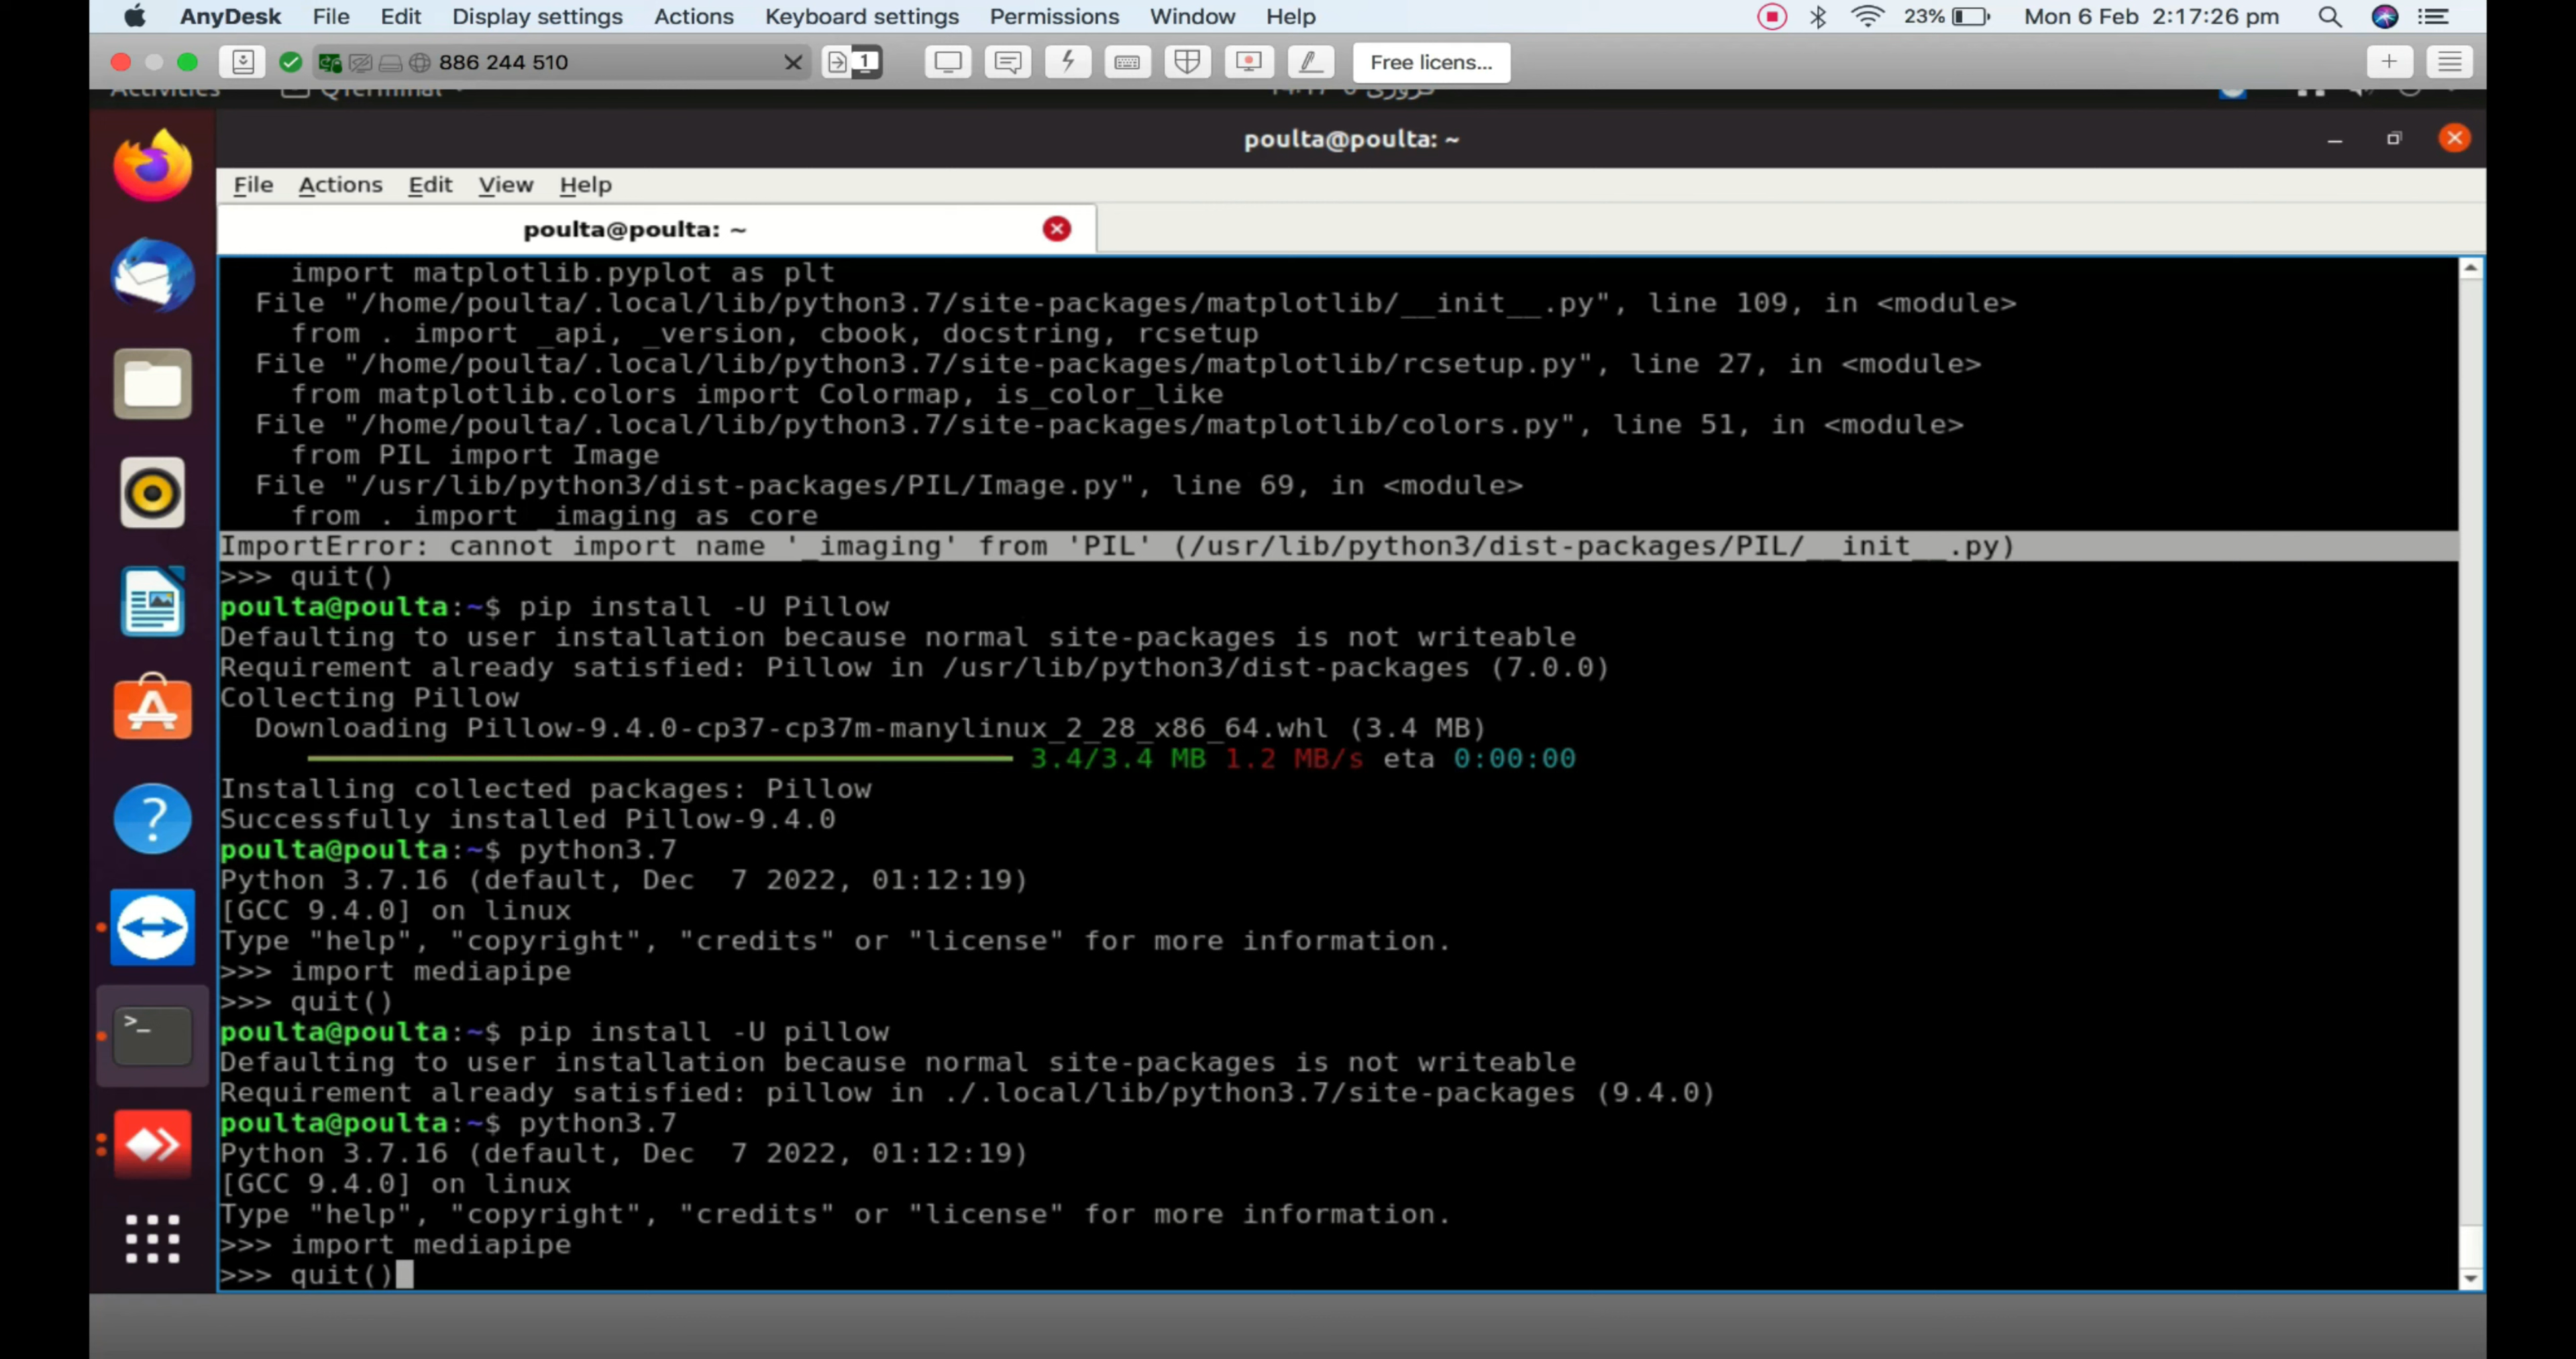 AnyDesk File Edit Display settings Actions Keyboard settings Permissions Window Help 23% Mon 6 Feb 2:17:26 pm
886 244 510 1 Free licens...
Activities QTerminal
poulta@poulta: ~
File Actions Edit View Help
poulta@poulta: ~
import matplotlib.pyplot as plt
File "/home/poulta/.local/lib/python3.7/site-packages/matplotlib/__init__.py", line 109, in <module>
from . import _api, _version, cbook, docstring, rcsetup
File "/home/poulta/.local/lib/python3.7/site-packages/matplotlib/rcsetup.py", line 27, in <module>
from matplotlib.colors import Colormap, is_color_like
File "/home/poulta/.local/lib/python3.7/site-packages/matplotlib/colors.py", line 51, in <module>
from PIL import Image
File "/usr/lib/python3/dist-packages/PIL/Image.py", line 69, in <module>
from . import _imaging as core
ImportError: cannot import name '_imaging' from 'PIL' (/usr/lib/python3/dist-packages/PIL/__init__.py)
>>> quit()
poulta@poulta:~$ pip install -U Pillow
Defaulting to user installation because normal site-packages is not writeable
Requirement already satisfied: Pillow in /usr/lib/python3/dist-packages (7.0.0)
Collecting Pillow
Downloading Pillow-9.4.0-cp37-cp37m-manylinux_2_28_x86_64.whl (3.4 MB)
3.4/3.4 MB 1.2 MB/s eta 0:00:00
Installing collected packages: Pillow
Successfully installed Pillow-9.4.0
poulta@poulta:~$ python3.7
Python 3.7.16 (default, Dec  7 2022, 01:12:19)
[GCC 9.4.0] on linux
Type "help", "copyright", "credits" or "license" for more information.
>>> import mediapipe
>>> quit()
poulta@poulta:~$ pip install -U pillow
Defaulting to user installation because normal site-packages is not writeable
Requirement already satisfied: pillow in ./.local/lib/python3.7/site-packages (9.4.0)
poulta@poulta:~$ python3.7
Python 3.7.16 (default, Dec  7 2022, 01:12:19)
[GCC 9.4.0] on linux
Type "help", "copyright", "credits" or "license" for more information.
>>> import mediapipe
>>> quit()